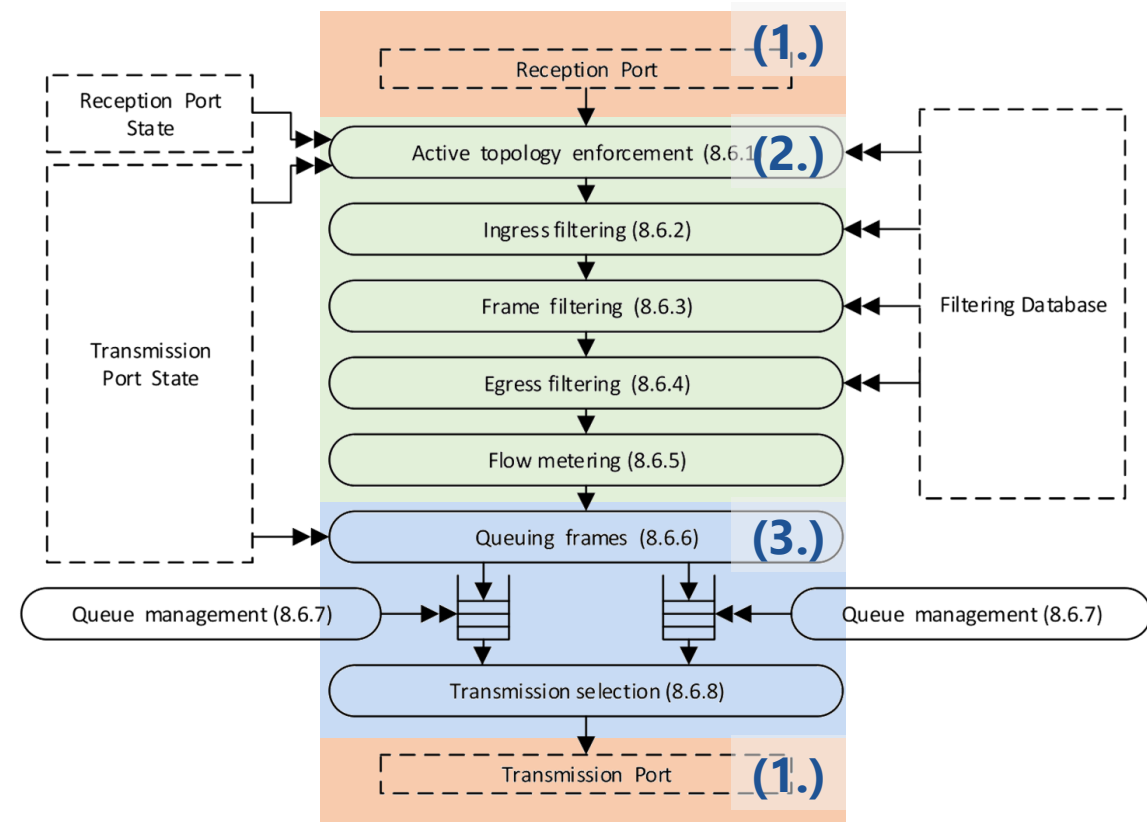 (1.)
Reception Port
Reception Port
State
Active topology enforcement (8.6.1
(2.)
Ingress filtering (8.6.2)
Frame filtering (8.6.3)
Filtering Database
Transmission
Port State
Egress filtering (8.6.4)
Flow metering (8.6.5)
Queuing frames (8.6.6)
(3.)
Queue management (8.6.7)
Queue management (8.6.7)
Transmission selection (8.6.8)
Transmission Port
(1.)